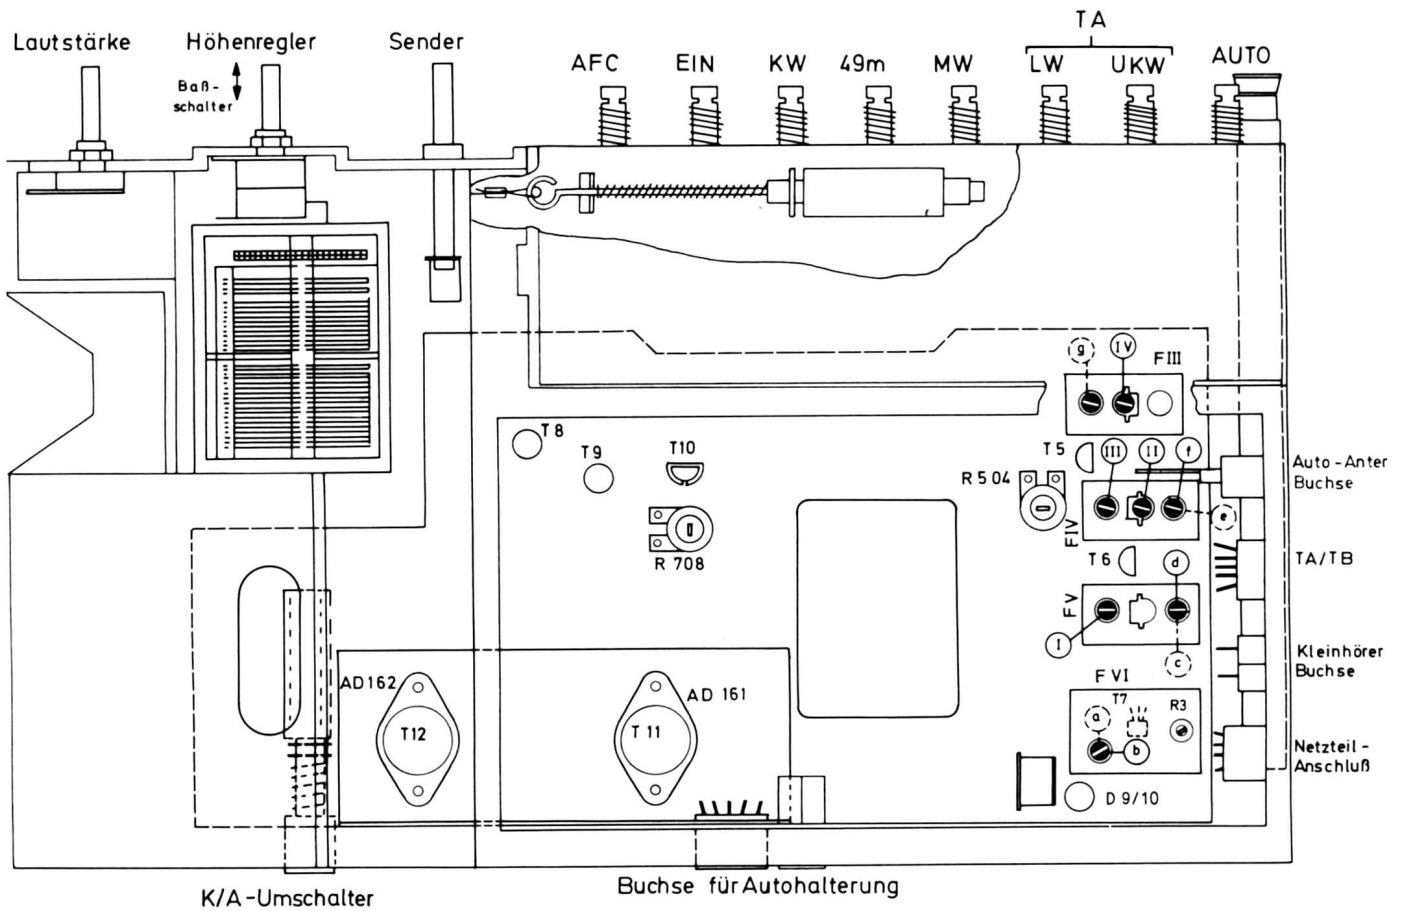 TA
Lautstärke
Höhenregler
Sender
AFC
EIN
KW
49m
MW
LW
UKW
AUTO
Baß-
schalter
g
IV
F III
T8
T9
T10
T5
III
II
f
R 504
Auto-Anter
Buchse
e
FIV
R 708
T6
d
TA/TB
FV
I
c
Kleinhörer
Buchse
F VI
AD162
AD 161
T7
R3
a
T12
T 11
b
Netzteil-
Anschluß
D 9/10
Buchse für Autohalterung
K/A-Umschalter